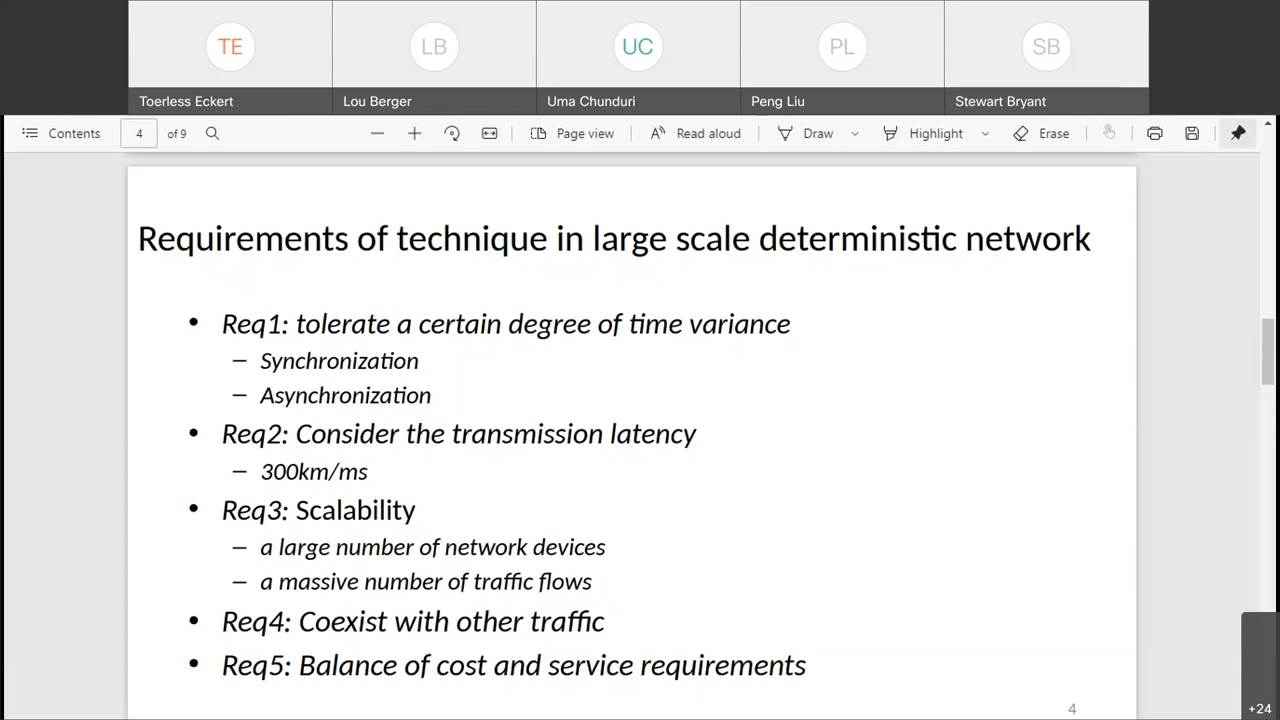 TE LB UC PL SB
Toerless Eckert Lou Berger Uma Chunduri Peng Liu Stewart Bryant
Contents 4 of 9 Page view Read aloud Draw Highlight Erase
Requirements of technique in large scale deterministic network
• Req1: tolerate a certain degree of time variance
– Synchronization
– Asynchronization
• Req2: Consider the transmission latency
– 300km/ms
• Req3: Scalability
– a large number of network devices
– a massive number of traffic flows
• Req4: Coexist with other traffic
• Req5: Balance of cost and service requirements
4
+24